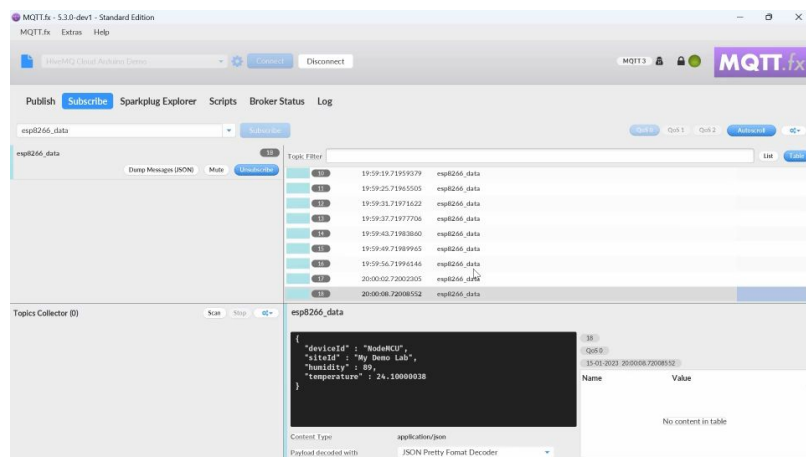 MQTT.fx - 5.3.0-dev1 - Standard Edition
MQTT.fx Extras Help
HiveMQ Cloud Arduino Demo Connect Disconnect MQTT3 MQTT.fx
Publish Subscribe Sparkplug Explorer Scripts Broker Status Log
esp8266_data Subscribe QoS 0 QoS 1 QoS 2 Autoscroll
esp8266_data 18
Dump Messages (JSON) Mute Unsubscribe
Topic Filter List Table
10 19:59:19.71959379 esp8266_data
11 19:59:25.71965505 esp8266_data
12 19:59:31.71971622 esp8266_data
13 19:59:37.71977706 esp8266_data
14 19:59:43.71983860 esp8266_data
15 19:59:49.71989965 esp8266_data
16 19:59:56.71996146 esp8266_data
17 20:00:02.72002305 esp8266_data
18 20:00:08.72008552 esp8266_data
Topics Collector (0) Scan Stop
esp8266_data
{
"deviceId" : "NodeMCU",
"siteId" : "My Demo Lab",
"humidity" : 89,
"temperature" : 24.10000038
}
18
QoS 0
15-01-2023 20:00:08.72008552
Name Value
No content in table
Content Type application/json
Payload decoded with JSON Pretty Fomat Decoder